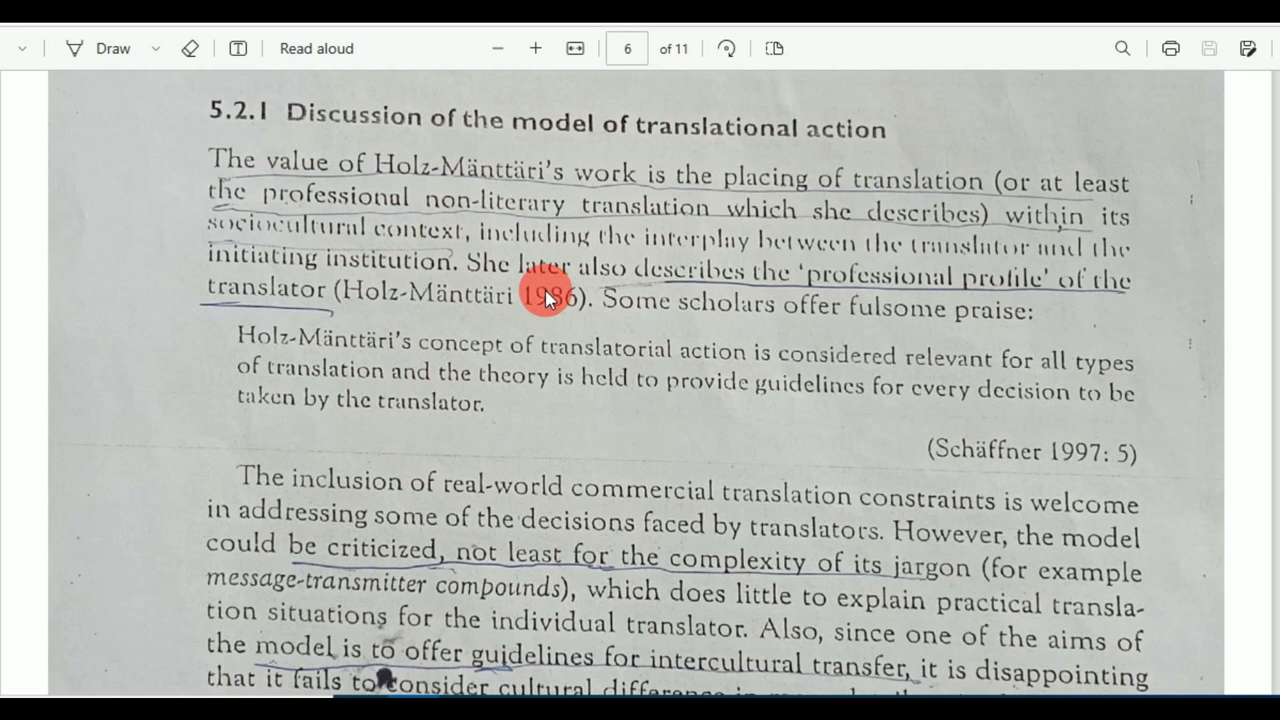 Draw
Read aloud
6 of 11
5.2.1 Discussion of the model of translational action
The value of Holz-Mänttäri's work is the placing of translation (or at least
the professional non-literary translation which she describes) within its
sociocultural context, including the interplay between the translator and the
initiating institution. She later also describes the 'professional profile' of the
translator (Holz-Mänttäri 1986). Some scholars offer fulsome praise:
Holz-Mänttäri's concept of translatorial action is considered relevant for all types
of translation and the theory is held to provide guidelines for every decision to be
taken by the translator.
(Schäffner 1997: 5)
The inclusion of real-world commercial translation constraints is welcome
in addressing some of the decisions faced by translators. However, the model
could be criticized, not least for the complexity of its jargon (for example
message-transmitter compounds), which does little to explain practical transla-
tion situations for the individual translator. Also, since one of the aims of
the model is to offer guidelines for intercultural transfer, it is disappointing
that it fails to consider cultural difference in